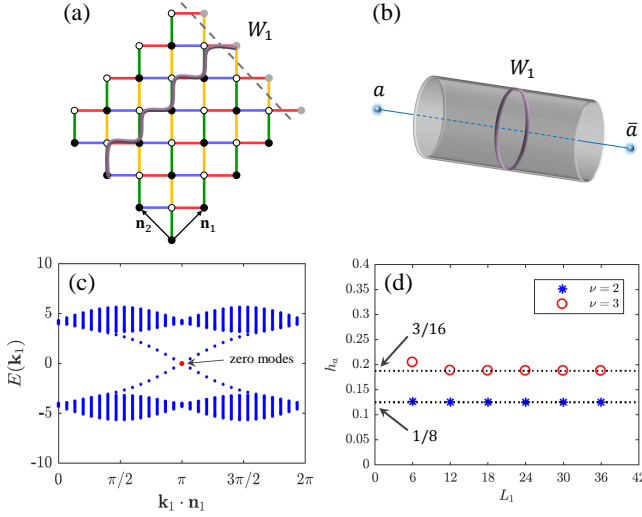 (a)
W₁
n₂
n₁
(b)
W₁
a
a̅
(c)
E(k₁)
10
5
0
-5
-10
zero modes
0
π/2
π
3π/2
2π
k₁ · n₁
(d)
hₐ
0.4
0.35
0.3
0.25
0.2
0.15
0.1
0.05
0
ν = 2
ν = 3
3/16
1/8
0
6
12
18
24
30
36
42
L₁